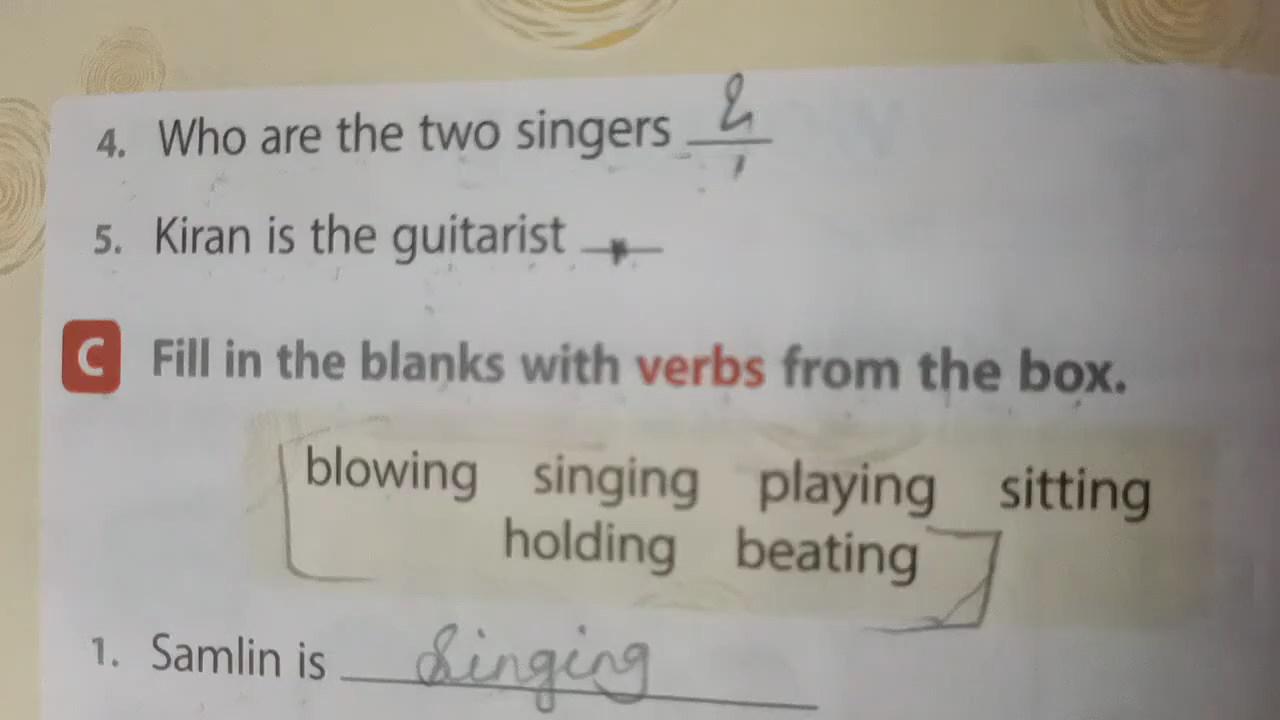 4. Who are the two singers ?
5. Kiran is the guitarist .
C Fill in the blanks with verbs from the box.
blowing singing playing sitting
holding beating
1. Samlin is Singing